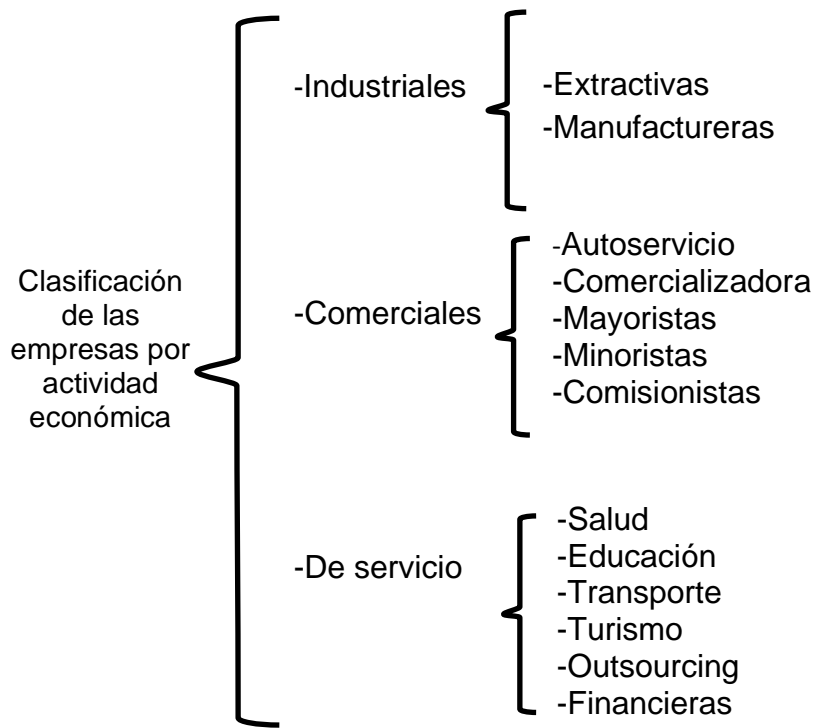 Clasificación
de las
empresas por
actividad
económica
-Industriales
-Extractivas
-Manufactureras
-Comerciales
-Autoservicio
-Comercializadora
-Mayoristas
-Minoristas
-Comisionistas
-De servicio
-Salud
-Educación
-Transporte
-Turismo
-Outsourcing
-Financieras